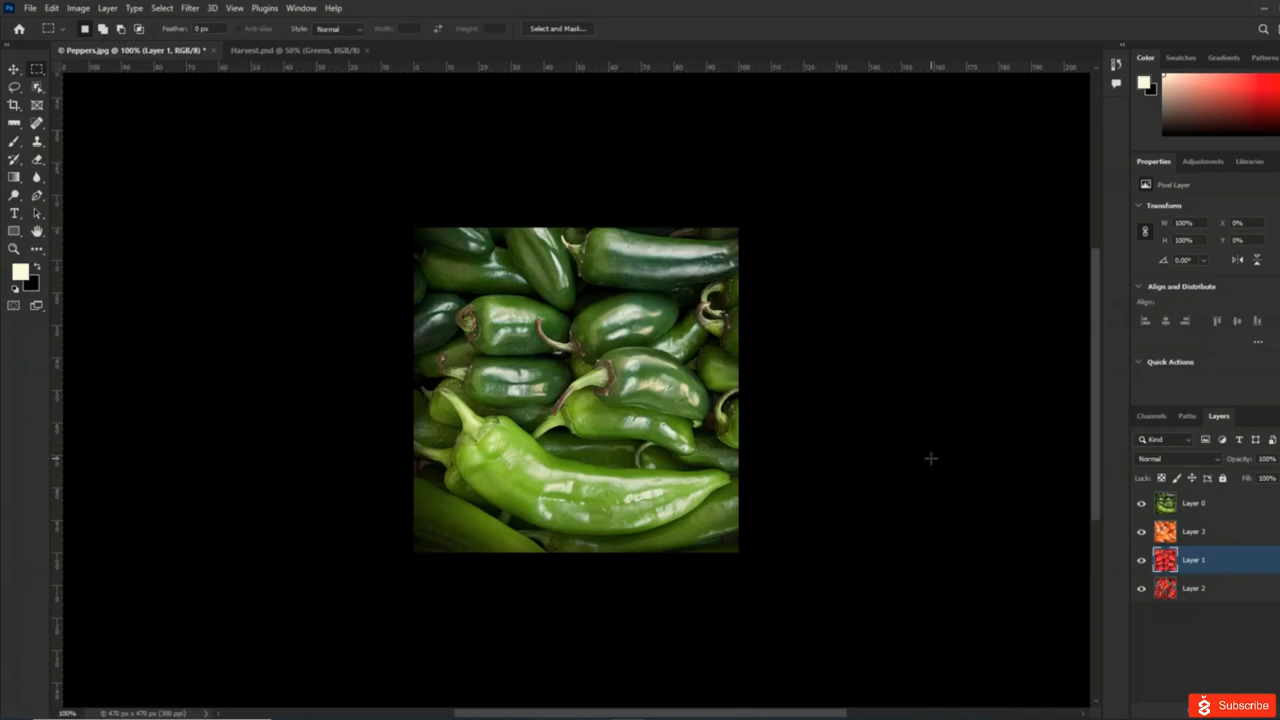 Ps File Edit Image Layer Type Select Filter 3D View Plugins Window Help
Feather: 0 px Anti-alias Style: Normal Width: Height: Select and Mask...
© Peppers.jpg @ 100% (Layer 1, RGB/8) * × Harvest.psd @ 50% (Greens, RGB/8) ×
Color Swatches Gradients Patterns
Properties Adjustments Libraries
Pixel Layer
Transform
W 100% X 0%
H 100% Y 0%
0.00°
Align and Distribute
Align:
Quick Actions
Channels Paths Layers
Kind
Normal Opacity: 100%
Lock: Fill: 100%
Layer 0
Layer 3
Layer 1
Layer 2
T
100% © 470 px x 470 px (300 ppi)
Subscribe